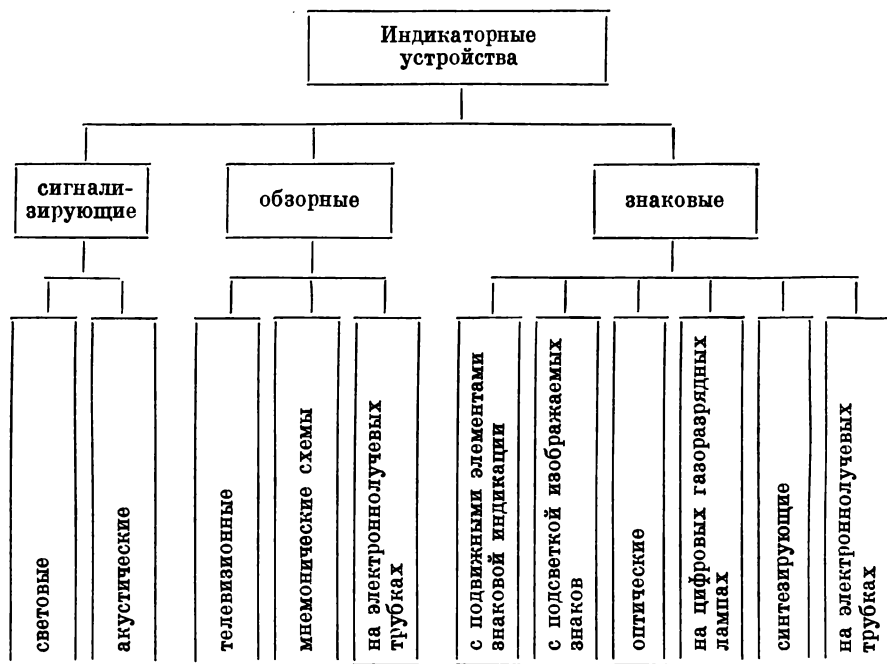 Индикаторные
устройства
сигнали-
зирующие
обзорные
знаковые
световые
акустические
телевизионные
мнемонические схемы
на электроннолучевых
трубках
с подвижными элементами
знаковой индикации
с подсветкой изображаемых
знаков
оптические
на цифровых газоразрядных
лампах
синтезирующие
на электроннолучевых
трубках